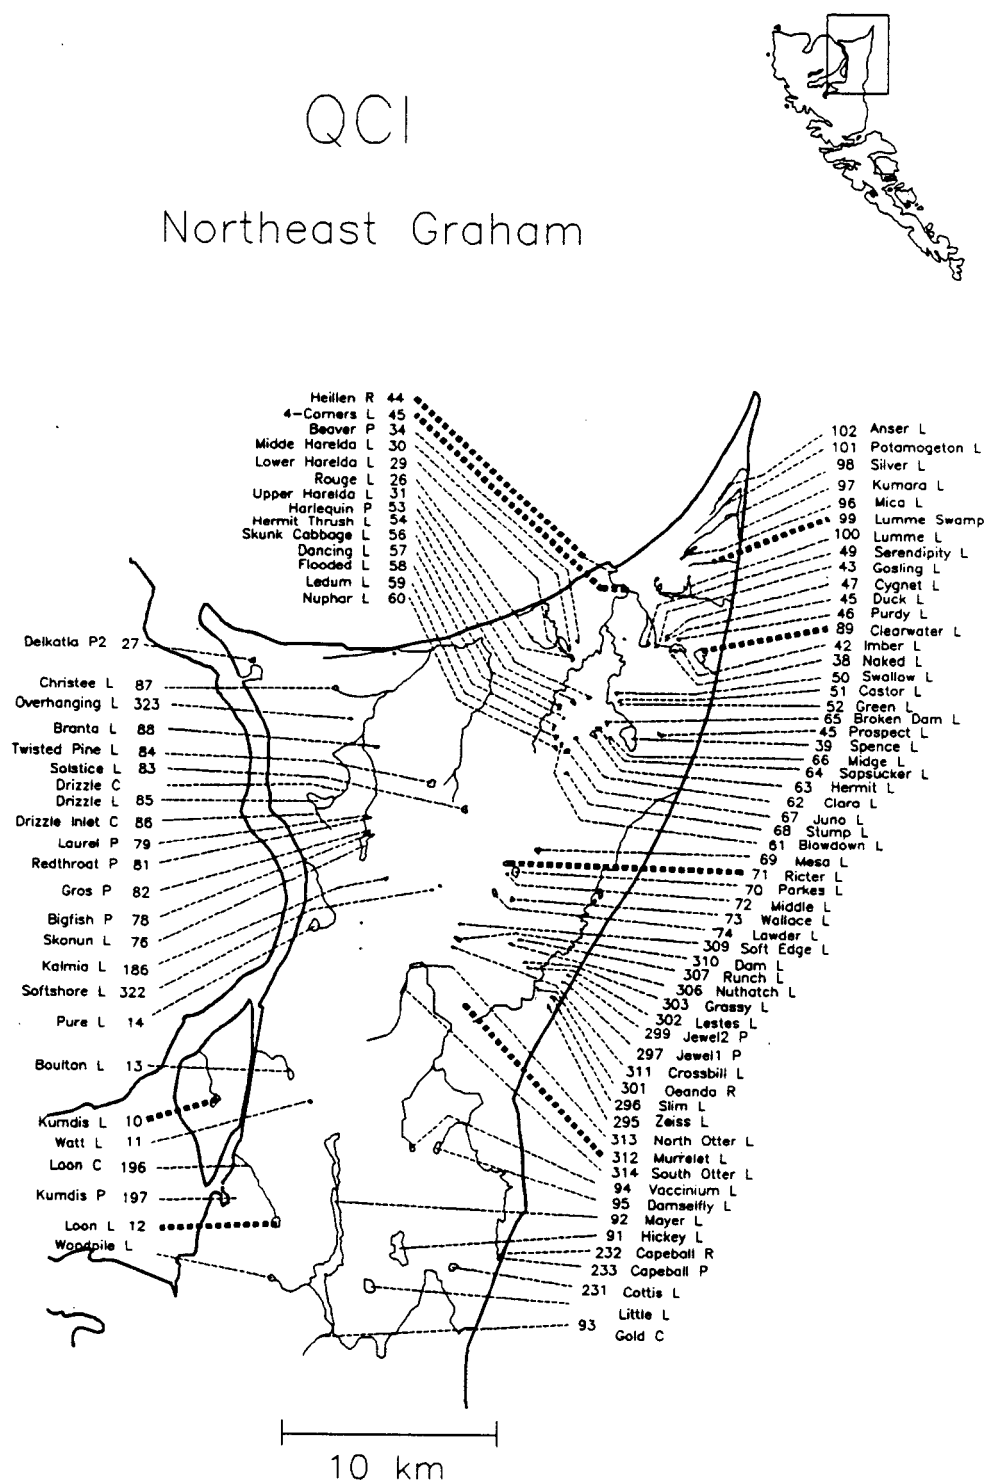 QCI
Northeast Graham
Heillen R 44
4-Corners L 45
Beaver P 34
Midde Harelda L 30
Lower Harelda L 29
Rouge L 26
Upper Harelda L 31
Harlequin P 53
Hermit Thrush L 54
Skunk Cabbage L 56
Dancing L 57
Flooded L 58
Ledum L 59
Nuphar L 60
Delkatla P2 27
Christee L 87
Overhanging L 323
Branta L 88
Twisted Pine L 84
Solstice L 83
Drizzle C
Drizzle L 85
Drizzle Inlet C 86
Laurel P 79
Redthroat P 81
Gros P 82
Bigfish P 78
Skonun L 76
Kalmia L 186
Softshore L 322
Pure L 14
Boulton L 13
Kumdis L 10
Watt L 11
Loon C 196
Kumdis P 197
Loon L 12
Woodpile L
102 Anser L
101 Potamogeton L
98 Silver L
97 Kumara L
96 Mica L
99 Lumme Swamp
100 Lumme L
49 Serendipity L
43 Gosling L
47 Cygnet L
45 Duck L
46 Purdy L
89 Clearwater L
42 Imber L
38 Naked L
50 Swallow L
51 Castor L
52 Green L
65 Broken Dam L
45 Prospect L
39 Spence L
66 Midge L
64 Sapsucker L
63 Hermit L
62 Clara L
67 Juno L
68 Stump L
61 Blowdown L
69 Mesa L
71 Ricter L
70 Parkes L
72 Middle L
73 Wallace L
74 Lawder L
309 Soft Edge L
310 Dam L
307 Runch L
306 Nuthatch L
303 Grassy L
302 Lestes L
299 Jewel2 P
297 Jewel1 P
311 Crossbill L
301 Oeanda R
296 Slim L
295 Zeiss L
313 North Otter L
312 Murrelet L
314 South Otter L
94 Vaccinium L
95 Damselfly L
92 Mayer L
91 Hickey L
232 Capeball R
233 Capeball P
231 Cottis L
Little L
93 Gold C
10 km